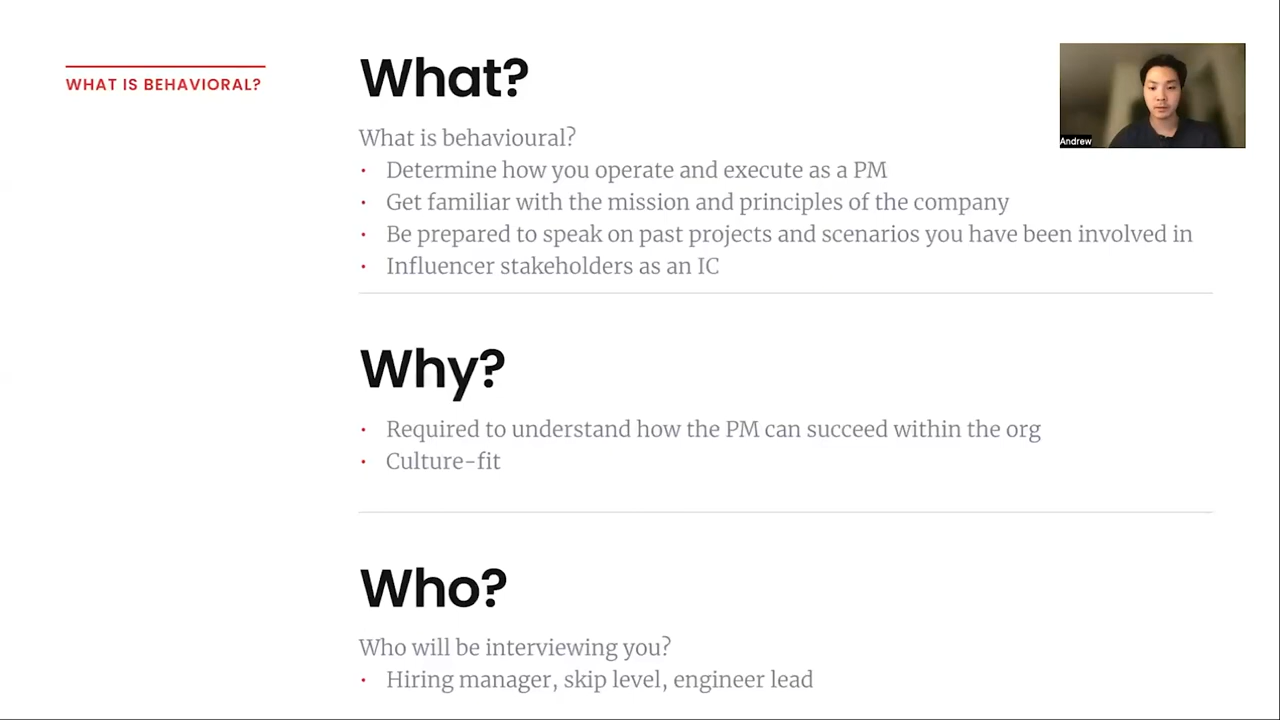 WHAT IS BEHAVIORAL?
What?
What is behavioural?
• Determine how you operate and execute as a PM
• Get familiar with the mission and principles of the company
• Be prepared to speak on past projects and scenarios you have been involved in
• Influencer stakeholders as an IC
Andrew
Why?
• Required to understand how the PM can succeed within the org
• Culture-fit
Who?
Who will be interviewing you?
• Hiring manager, skip level, engineer lead